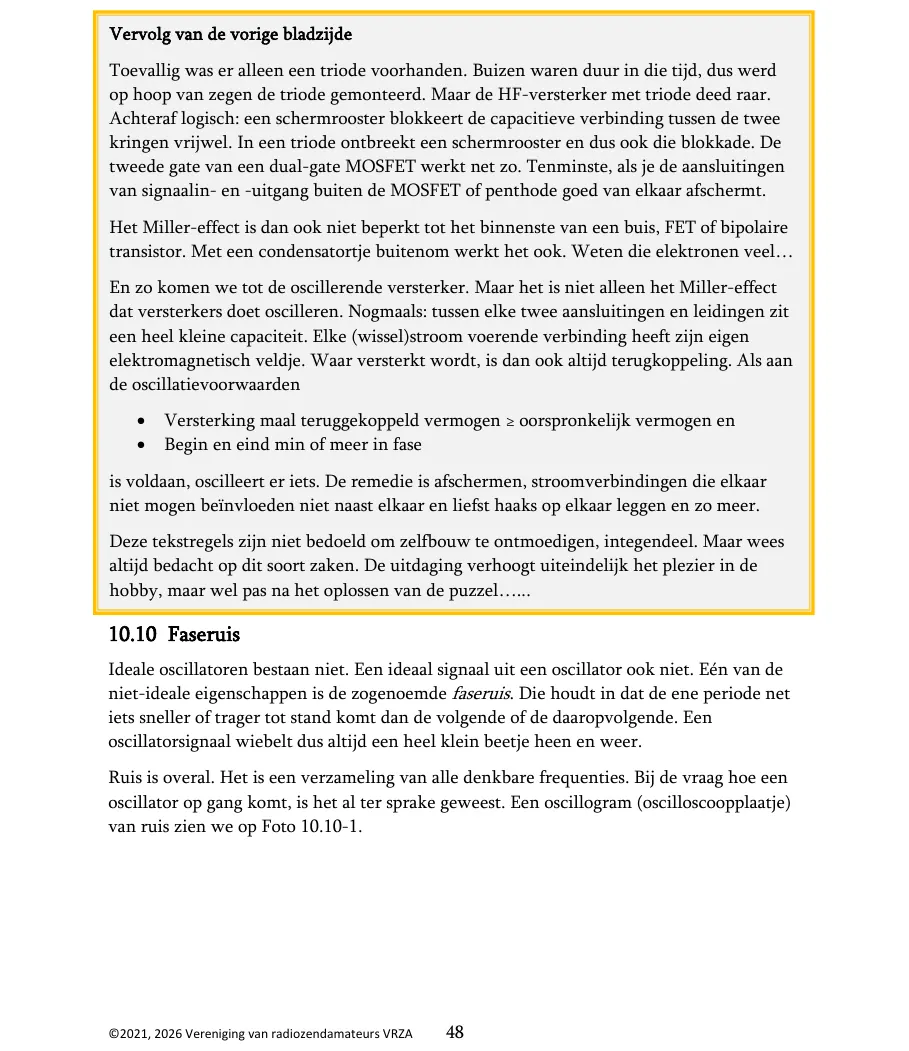 Vervolg van de vorige bladzijde
Toevallig was er alleen een triode voorhanden. Buizen waren duur in die tijd, dus werd
op hoop van zegen de triode gemonteerd. Maar de HF-versterker met triode deed raar.
Achteraf logisch: een schermrooster blokkeert de capacitieve verbinding tussen de twee
kringen vrijwel. In een triode ontbreekt een schermrooster en dus ook die blokkade. De
tweede gate van een dual-gate MOSFET werkt net zo. Tenminste, als je de aansluitingen
van signaalin- en -uitgang buiten de MOSFET of penthode goed van elkaar afschermt.
Het Miller-effect is dan ook niet beperkt tot het binnenste van een buis, FET of bipolaire
transistor. Met een condensatortje buitenom werkt het ook. Weten die elektronen veel…
En zo komen we tot de oscillerende versterker. Maar het is niet alleen het Miller-effect
dat versterkers doet oscilleren. Nogmaals: tussen elke twee aansluitingen en leidingen zit
een heel kleine capaciteit. Elke (wissel)stroom voerende verbinding heeft zijn eigen
elektromagnetisch veldje. Waar versterkt wordt, is dan ook altijd terugkoppeling. Als aan
de oscillatievoorwaarden
• Versterking maal teruggekoppeld vermogen ≥ oorspronkelijk vermogen en
• Begin en eind min of meer in fase
is voldaan, oscilleert er iets. De remedie is afschermen, stroomverbindingen die elkaar
niet mogen beïnvloeden niet naast elkaar en liefst haaks op elkaar leggen en zo meer.
Deze tekstregels zijn niet bedoeld om zelfbouw te ontmoedigen, integendeel. Maar wees
altijd bedacht op dit soort zaken. De uitdaging verhoogt uiteindelijk het plezier in de
hobby, maar wel pas na het oplossen van de puzzel…...
10.10 Faseruis
Ideale oscillatoren bestaan niet. Een ideaal signaal uit een oscillator ook niet. Eén van de
niet-ideale eigenschappen is de zogenoemde faseruis. Die houdt in dat de ene periode net
iets sneller of trager tot stand komt dan de volgende of de daaropvolgende. Een
oscillatorsignaal wiebelt dus altijd een heel klein beetje heen en weer.
Ruis is overal. Het is een verzameling van alle denkbare frequenties. Bij de vraag hoe een
oscillator op gang komt, is het al ter sprake geweest. Een oscillogram (oscilloscoopplaatje)
van ruis zien we op Foto 10.10-1.
©2021, 2026 Vereniging van radiozendamateurs VRZA 48